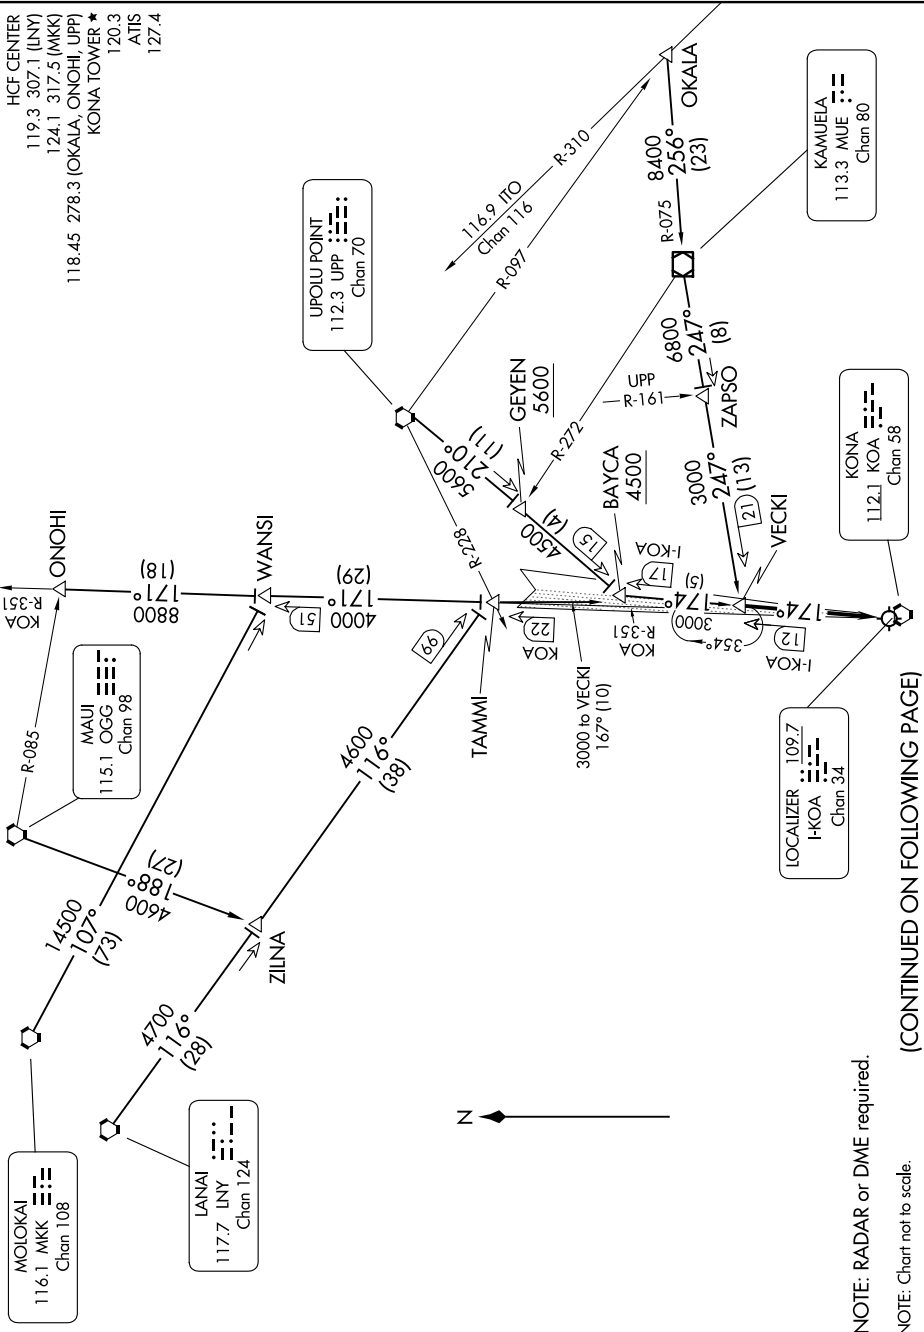 HCF CENTER
119.3 307.1 (LNY)
124.1 317.5 (MKK)
118.45 278.3 (OKALA, ONOHI, UPP)
KONA TOWER ★
120.3
ATIS
127.4
ONOHI
KOA
R-351
R-085
MAUI
115.1 OGG
Chan 98
8800
171°
(18)
WANSI
51
4000
171°
(29)
14500
107°
(73)
4600
188°
(27)
ZILNA
4700
116°
(28)
4600
116°
(38)
66
MOLOKAI
116.1 MKK
Chan 108
LANAI
117.7 LNY
Chan 124
UPOLU POINT
112.3 UPP
Chan 70
116.9 ITO
Chan 116
R-310
R-097
OKALA
8400
256°
(23)
R-075
KAMUELA
113.3 MUE
Chan 80
R-272
6800
247°
(8)
UPP
R-161
ZAPSO
3000
247°
(13)
21
VECKI
GEYEN
5600
5600
210°
(11)
R-228
4500
(4)
15
I-KOA
BAYCA
4500
17
TAMMI
22
KOA
KOA
R-351
3000 to VECKI
167° (10)
174°
(5)
3000
354°
12
I-KOA
174°
LOCALIZER 109.7
I-KOA
Chan 34
KONA
112.1 KOA
Chan 58
N
NOTE: RADAR or DME required.
NOTE: Chart not to scale.
(CONTINUED ON FOLLOWING PAGE)